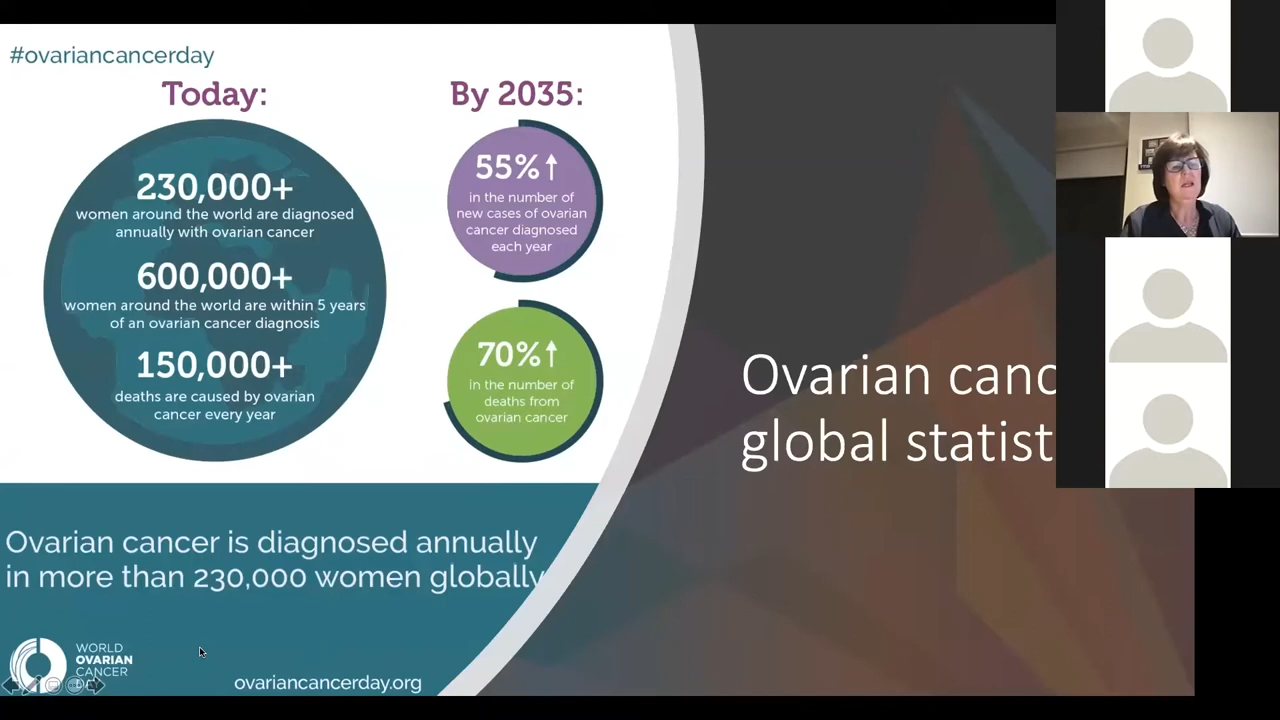 #ovariancancerday
Today:
230,000+
women around the world are diagnosed
annually with ovarian cancer
600,000+
women around the world are within 5 years
of an ovarian cancer diagnosis
150,000+
deaths are caused by ovarian
cancer every year
By 2035:
55%↑
in the number of
new cases of ovarian
cancer diagnosed
each year
70%↑
In the number of
deaths from
ovarian cancer
Ovarian cancer is diagnosed annually
in more than 230,000 women globally
WORLD
OVARIAN
CANCER
ovariancancerday.org
Ovarian canc
global statist